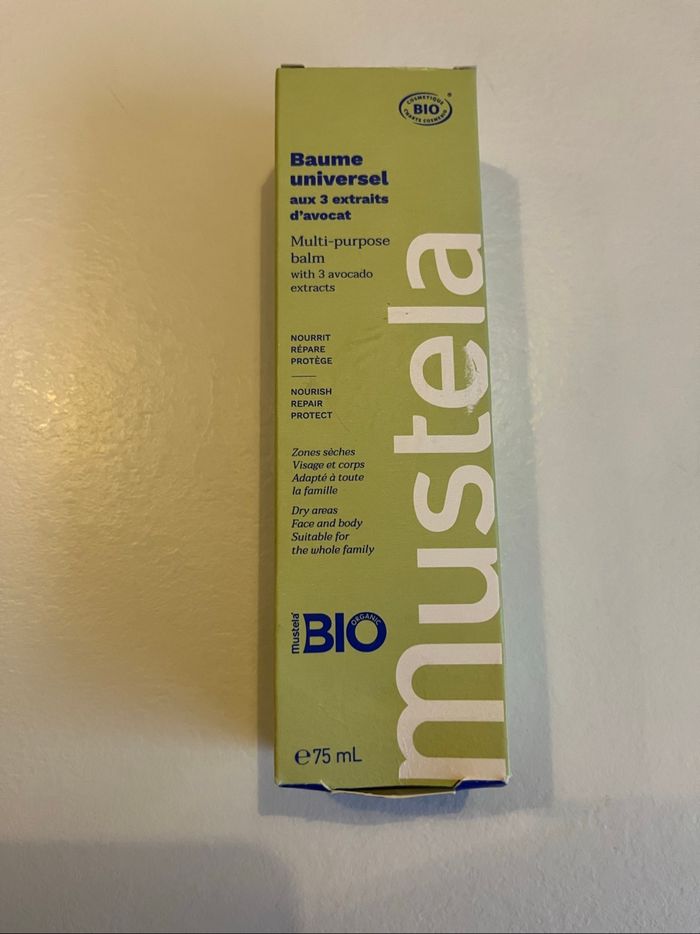 COSMETIQUE
BIO
CHARTE COSMEBIO
®
Baume
universel
aux 3 extraits
d'avocat
Multi-purpose
balm
with 3 avocado
extracts
NOURRIT
RÉPARE
PROTÈGE
NOURISH
REPAIR
PROTECT
Zones sèches
Visage et corps
Adapté à toute
la famille
Dry areas
Face and body
Suitable for
the whole family
mustela
BIO
ORGANIC
℮75 mL
mustela